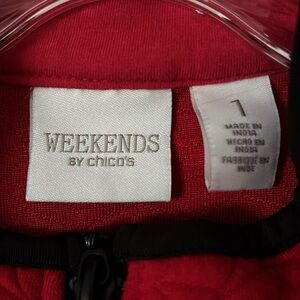 WEEKENDS
BY chico's
1
MADE IN
INDIA
HECHO EN
INDIA
FABRIQUÉ EN
INDE